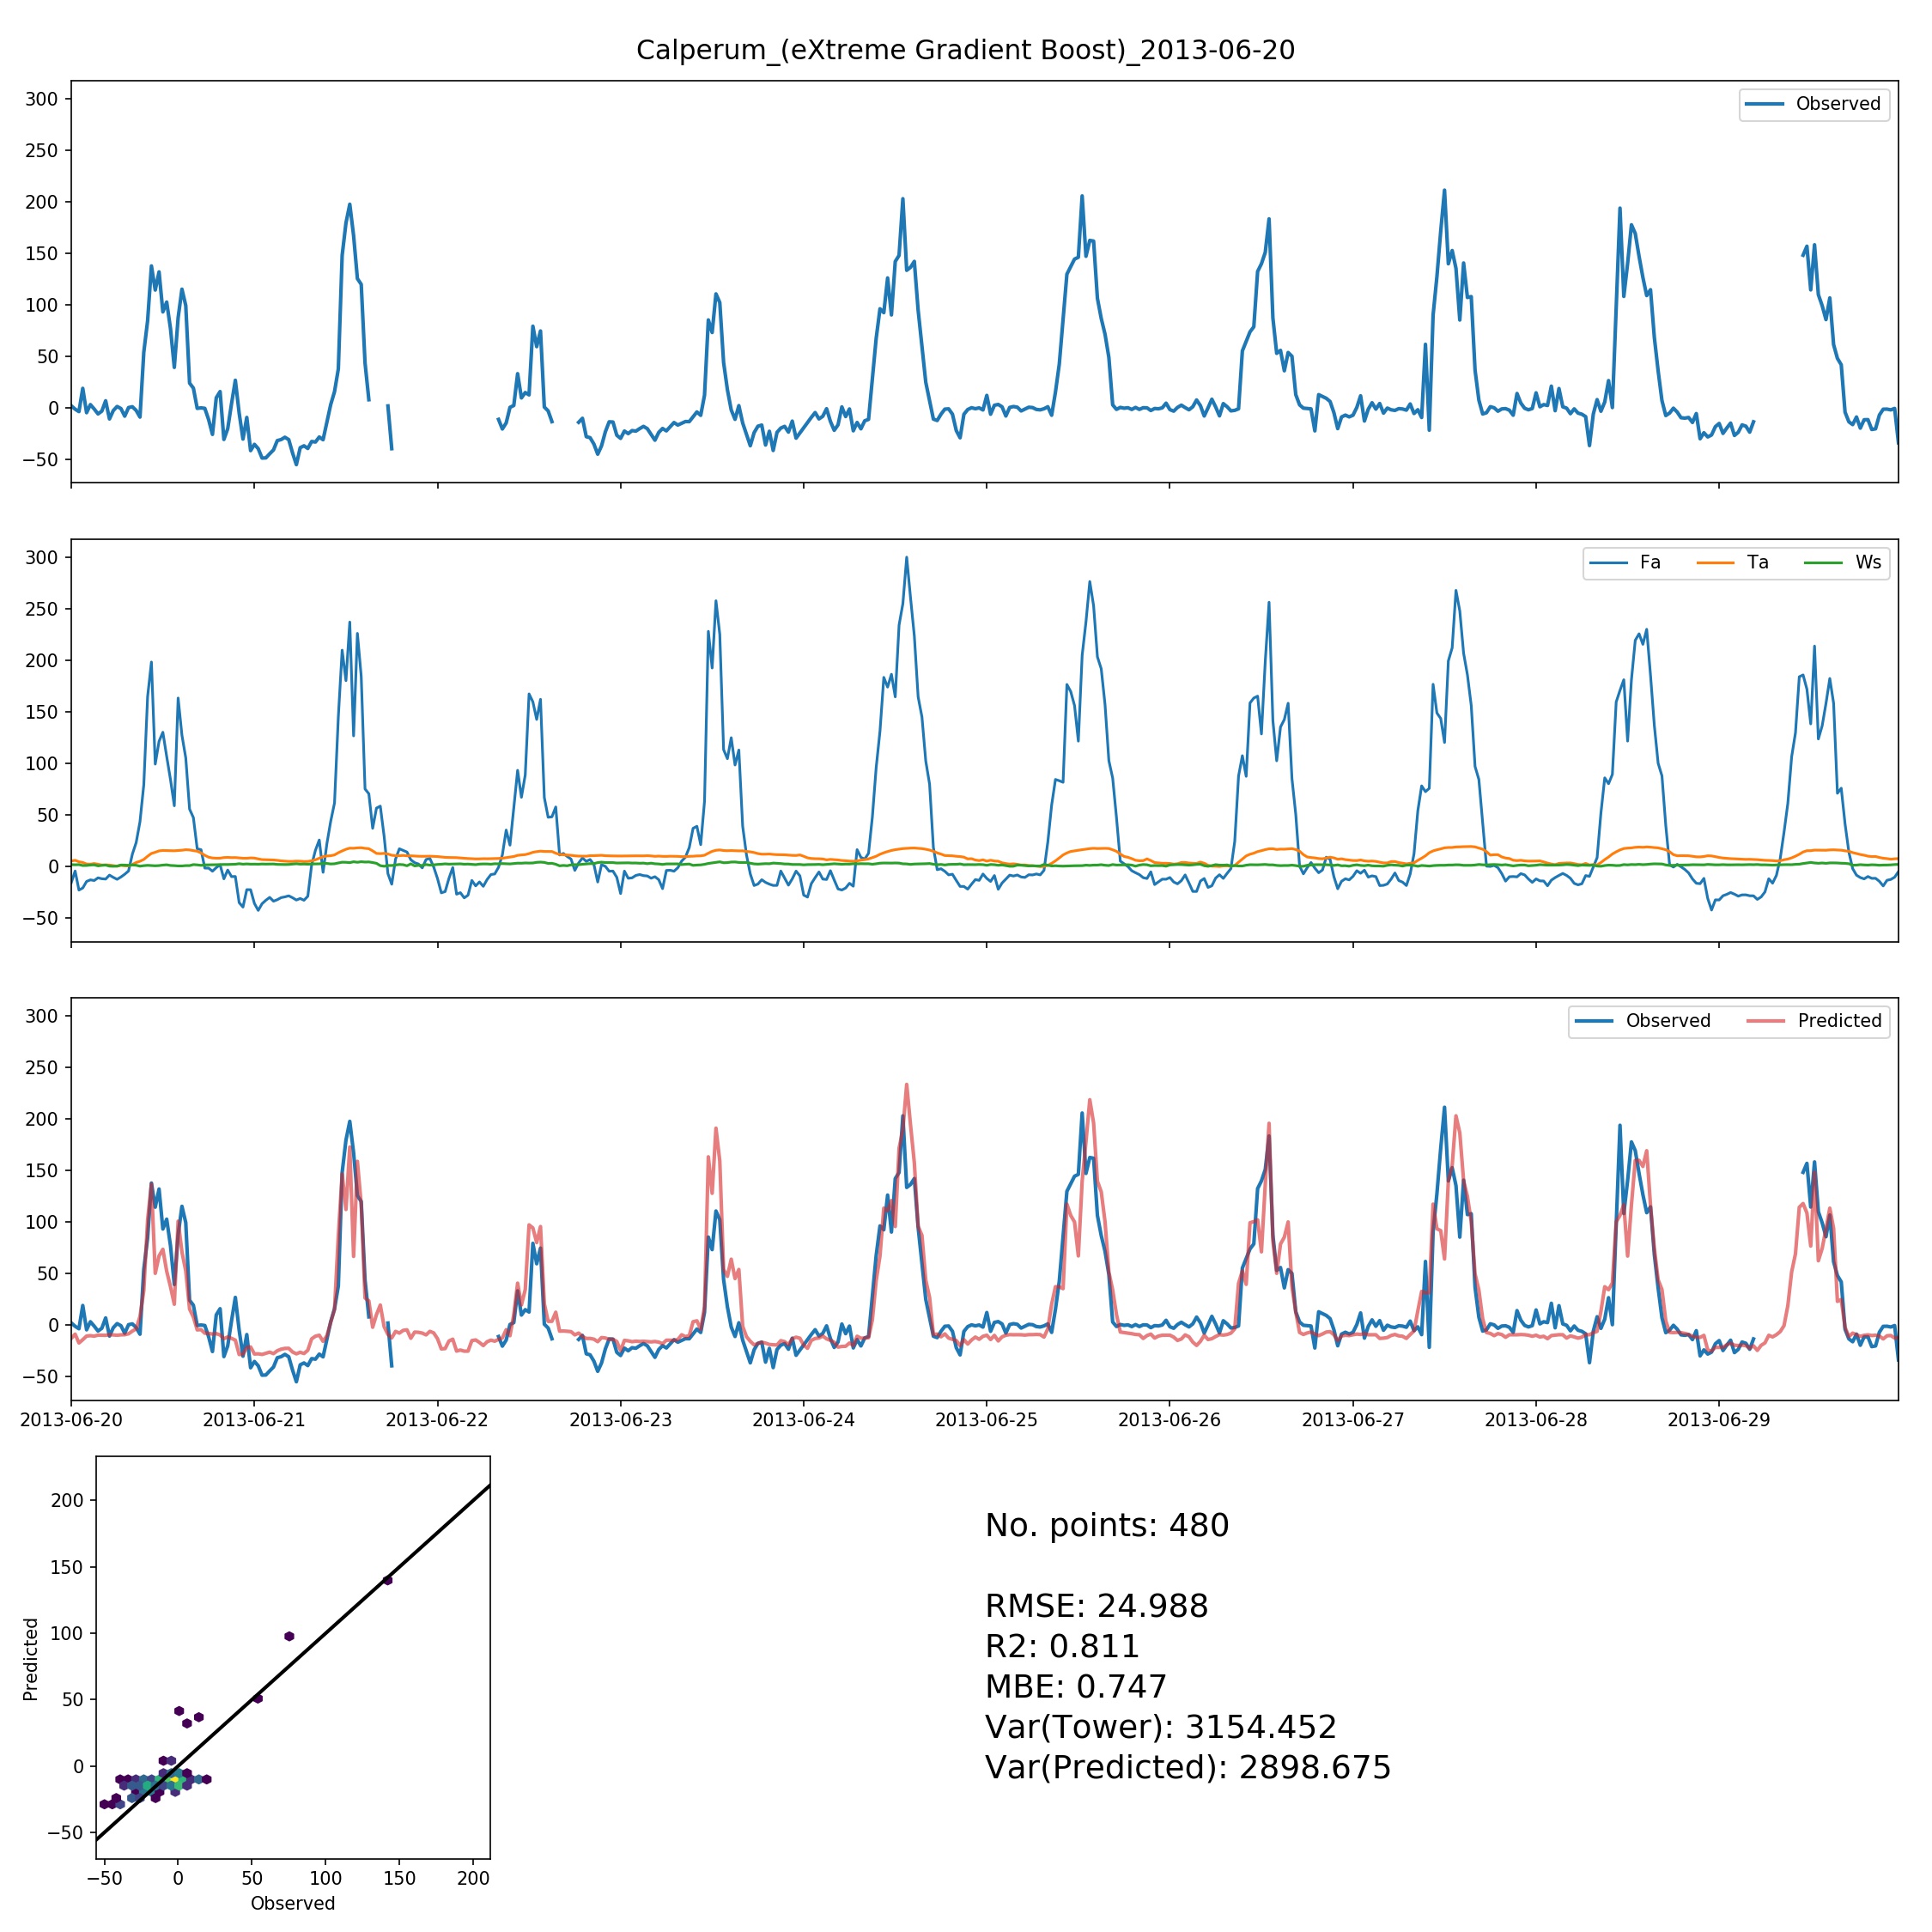 Calperum_(eXtreme Gradient Boost)_2013-06-20
300
250
200
150
100
50
0
−50
Observed
300
250
200
150
100
50
0
−50
Fa Ta Ws
300
250
200
150
100
50
0
−50
Observed Predicted
2013-06-20 2013-06-21 2013-06-22 2013-06-23 2013-06-24 2013-06-25 2013-06-26 2013-06-27 2013-06-28 2013-06-29
Predicted
200
150
100
50
0
−50
−50 0 50 100 150 200
Observed
No. points: 480
RMSE: 24.988
R2: 0.811
MBE: 0.747
Var(Tower): 3154.452
Var(Predicted): 2898.675